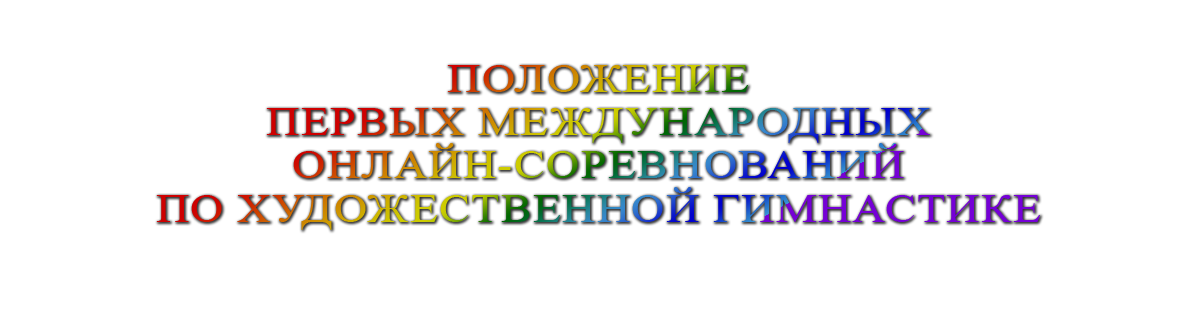 ПОЛОЖЕНИЕ
ПЕРВЫХ МЕЖДУНАРОДНЫХ
ОНЛАЙН-СОРЕВНОВАНИЙ
ПО ХУДОЖЕСТВЕННОЙ ГИМНАСТИКЕ